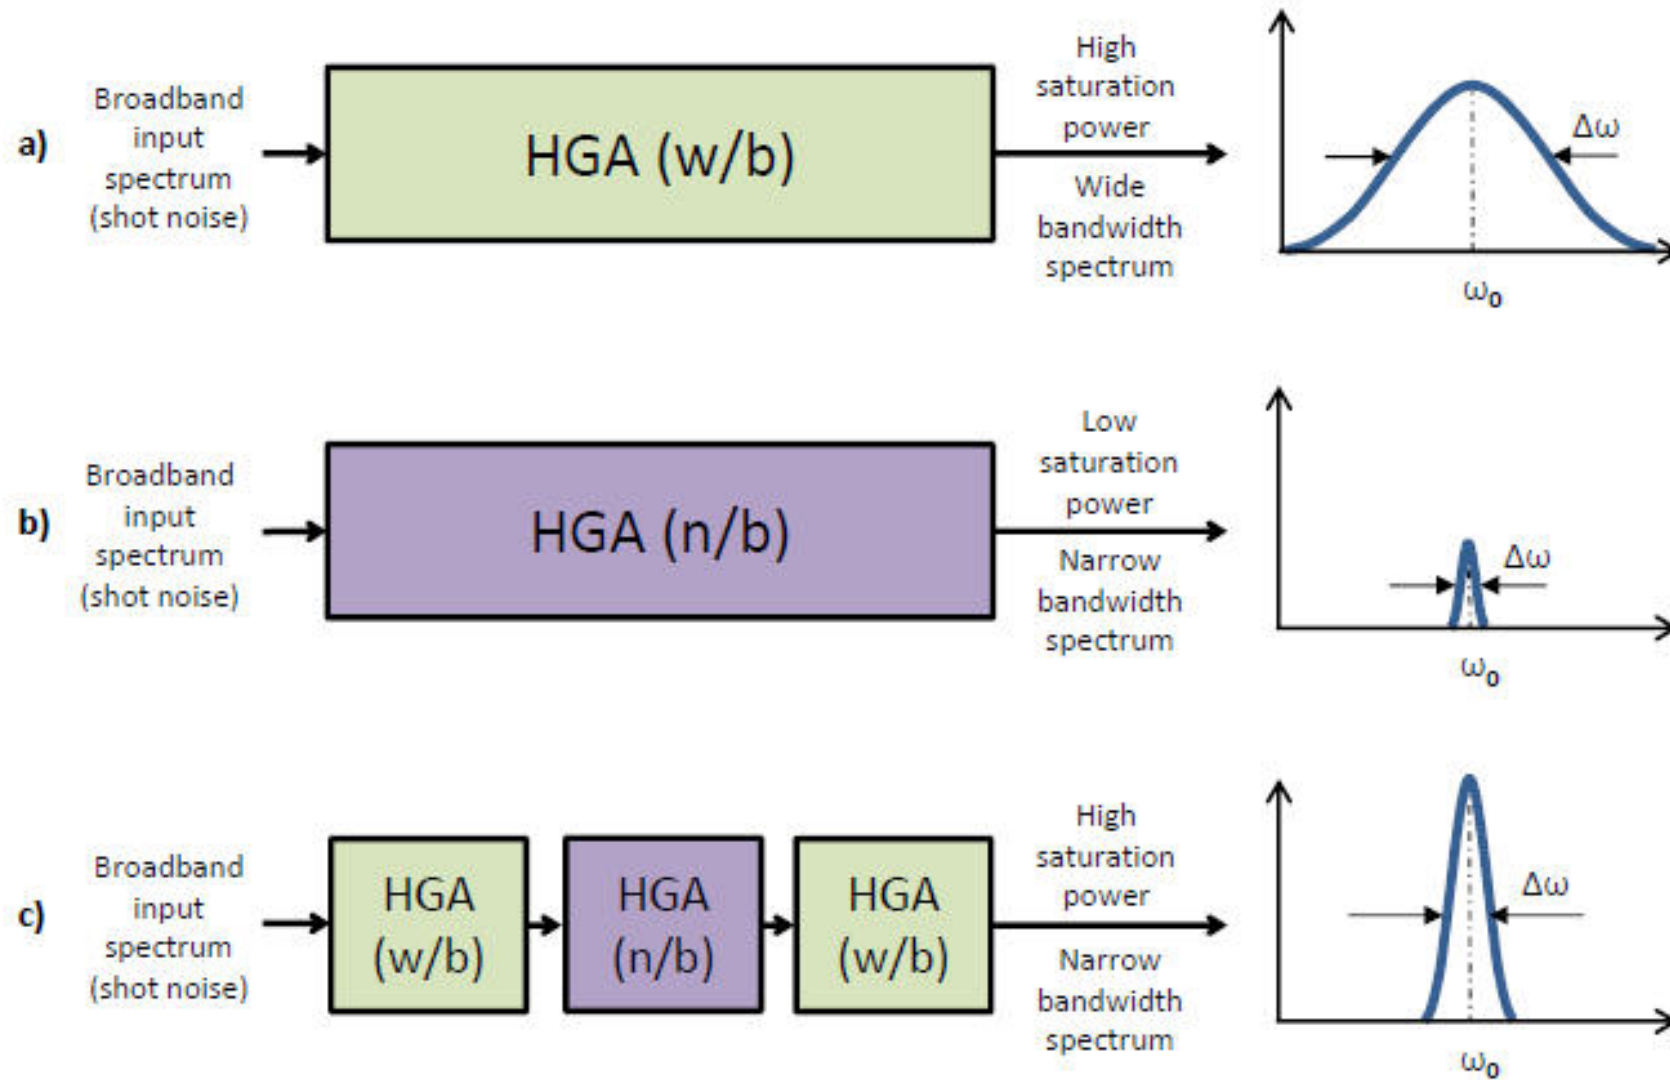 a)
Broadband
input
spectrum
(shot noise)
HGA (w/b)
High
saturation
power
Wide
bandwidth
spectrum
Δω
ω0
b)
Broadband
input
spectrum
(shot noise)
HGA (n/b)
Low
saturation
power
Narrow
bandwidth
spectrum
Δω
ω0
c)
Broadband
input
spectrum
(shot noise)
HGA
(w/b)
HGA
(n/b)
HGA
(w/b)
High
saturation
power
Narrow
bandwidth
spectrum
Δω
ω0